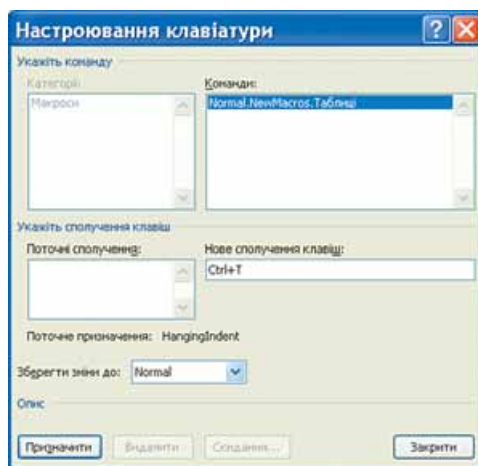 Настроювання клавіатури
Укажіть команду
Категорії:
Команди:
Макроси
Normal.NewMacros.Таблиці
Укажіть сполучення клавіш
Поточні сполучення:
Нове сполучення клавіш:
Ctrl+T
Поточне призначення: HangingIndent
Зберегти зміни до: Normal
Опис
Призначити Видалити Скидання... Закрити